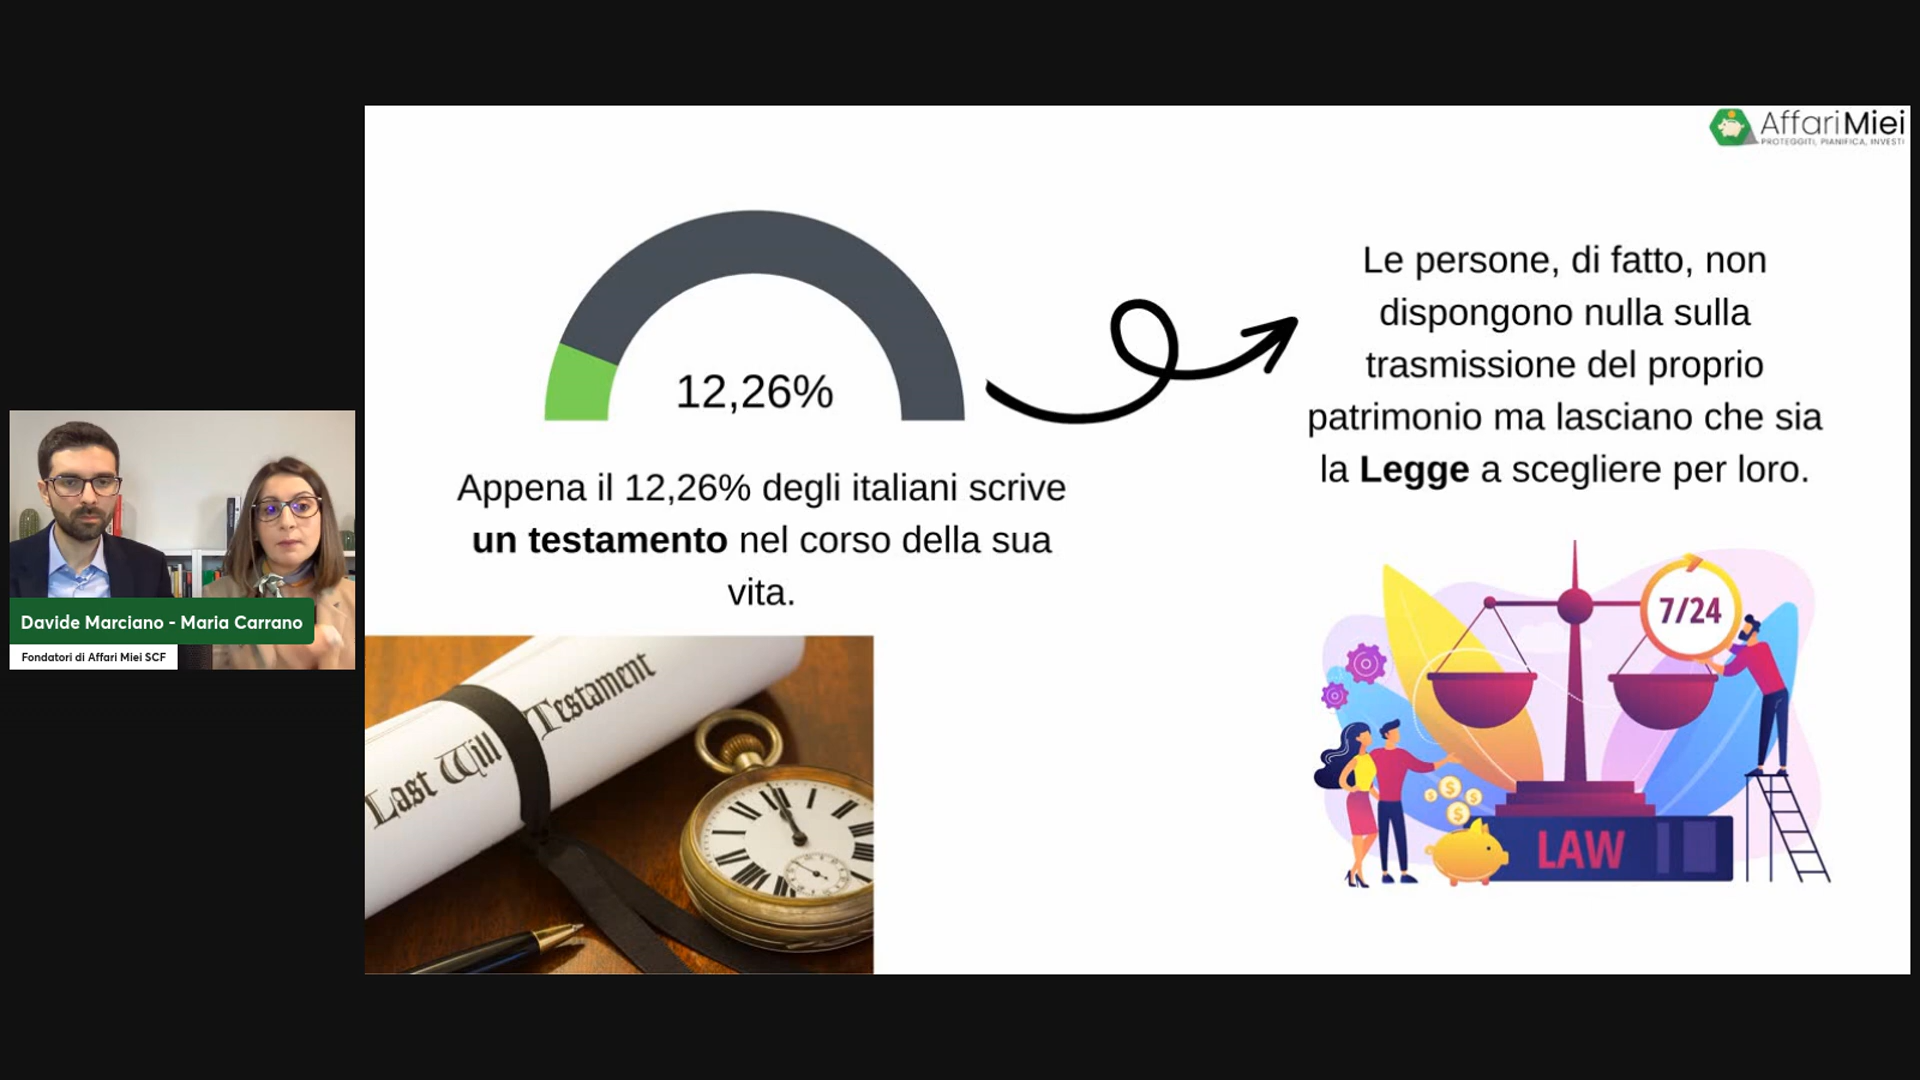 AffariMiei
PROTEGGITI, PIANIFICA, INVESTI
12,26%
Appena il 12,26% degli italiani scrive
un testamento nel corso della sua
vita.
Le persone, di fatto, non
dispongono nulla sulla
trasmissione del proprio
patrimonio ma lasciano che sia
la Legge a scegliere per loro.
Davide Marciano - Maria Carrano
Fondatori di Affari Miei SCF
Last Will Testament
7/24
LAW